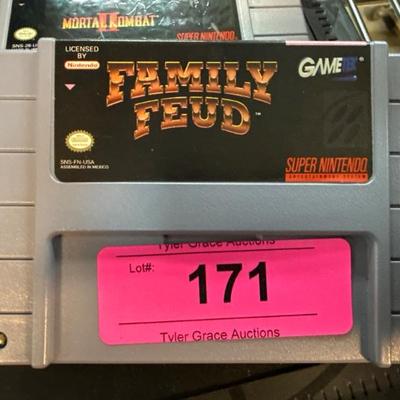 MORTAL KOMBAT
II
SUPER NINTENDO
LICENSED
BY
Nintendo
FAMILY
FEUD™
GAMETEK
SNS-FN-USA
ASSEMBLED IN MEXICO
SUPER NINTENDO
ENTERTAINMENT SYSTEM
Tyler Grace Auctions
Lot#:
171
Tyler Grace Auctions